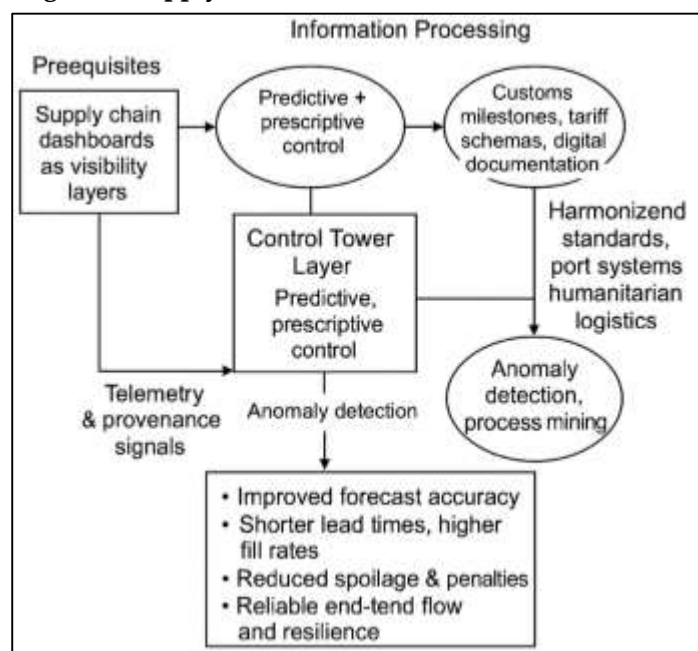 Information Processing
Preequisites
Supply chain
dashboards
as visibility
layers
Predictive +
prescriptive
control
Customs
milestones, tariff
schemas, digital
documentation
Control Tower
Layer
Predictive,
prescriptive
control
Harmonizend
standards,
port systems
humanitarian
logistics
Telemetry
& provenance
signals
Anomaly detection
Anomaly
detection,
process mining
• Improved forecast accuracy
• Shorter lead times, higher
fill rates
• Reduced spoilage & penalties
• Reliable end-tend flow
and resilience